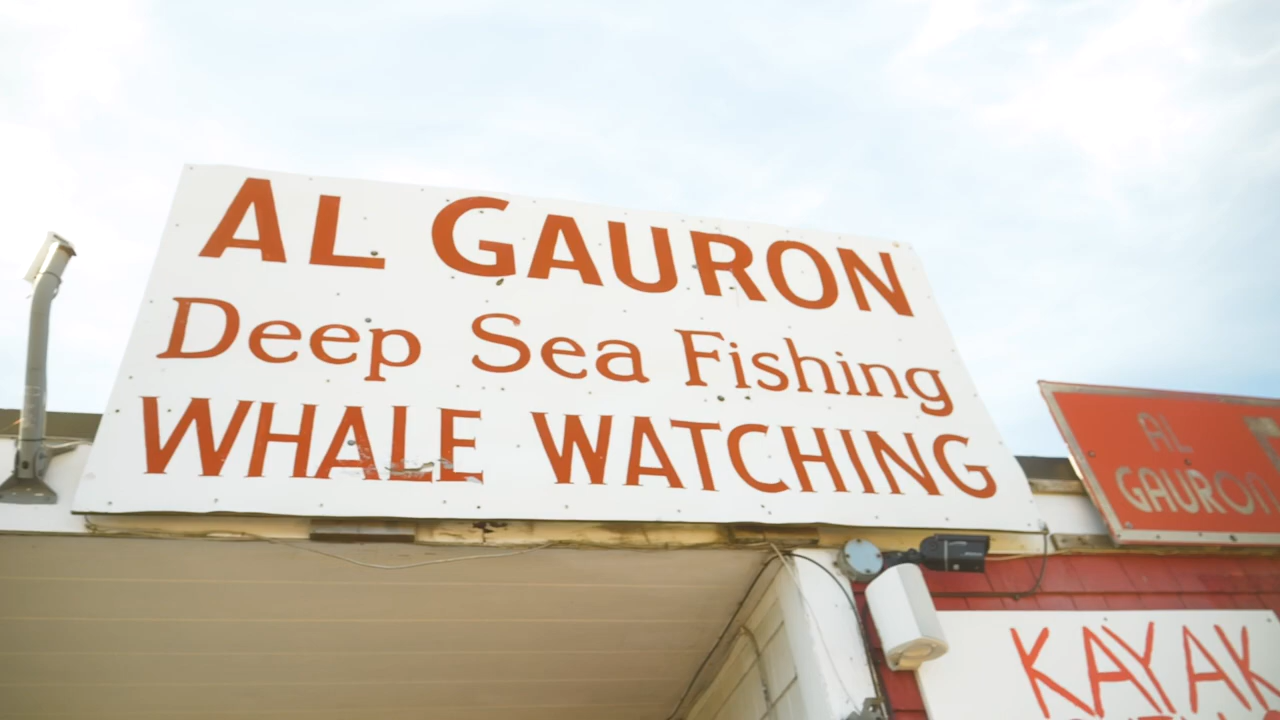 AL GAURON
Deep Sea Fishing
WHALE WATCHING
AL
GAURON
KAYAK